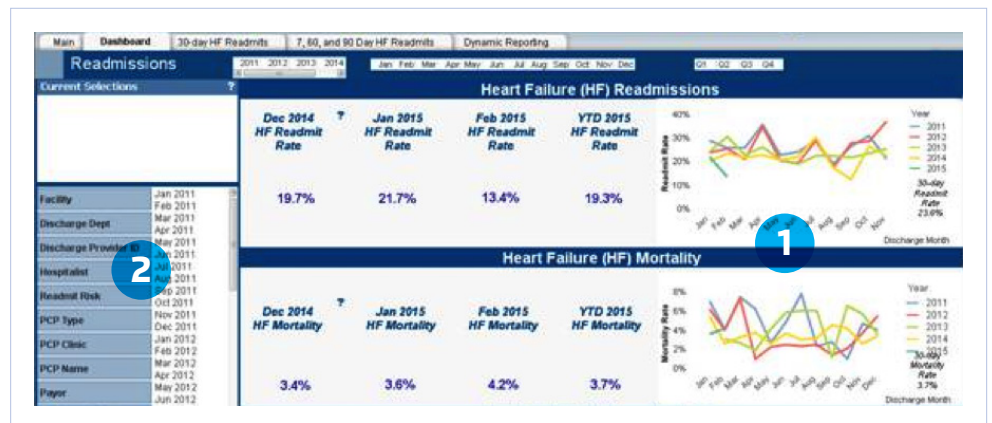 Main Dashboard 30-day HF Readmits 7, 60, and 90 Day HF Readmits Dynamic Reporting
Readmissions
2011 2012 2013 2014
Jan Feb Mar Apr May Jun Jul Aug Sep Oct Nov Dec
Q1 Q2 Q3 Q4
Current Selections ?
Facility
Discharge Dept
Discharge Provider ID
Hospitalist
Readmit Risk
PCP Type
PCP Clinic
PCP Name
Payor
Jan 2011
Feb 2011
Mar 2011
Apr 2011
May 2011
Jun 2011
Jul 2011
Aug 2011
Sep 2011
Oct 2011
Nov 2011
Dec 2011
Jan 2012
Feb 2012
Mar 2012
Apr 2012
May 2012
Jun 2012
2
Heart Failure (HF) Readmissions
Dec 2014 ?
HF Readmit
Rate
19.7%
Jan 2015
HF Readmit
Rate
21.7%
Feb 2015
HF Readmit
Rate
13.4%
YTD 2015
HF Readmit
Rate
19.3%
Readmit Rate
40%
30%
20%
10%
0%
Jan Feb Mar Apr May Jun Jul Aug Sep Oct Nov
Discharge Month
Year
2011
2012
2013
2014
2015
30-day
Readmit
Rate
23.6%
1
Heart Failure (HF) Mortality
Dec 2014 ?
HF Mortality
3.4%
Jan 2015
HF Mortality
3.6%
Feb 2015
HF Mortality
4.2%
YTD 2015
HF Mortality
3.7%
Mortality Rate
8%
6%
4%
2%
0%
Jan Feb Mar Apr May Jun Jul Aug Sep Oct Nov Dec
Discharge Month
Year
2011
2012
2013
2014
2015
30-day
Mortality
Rate
3.7%